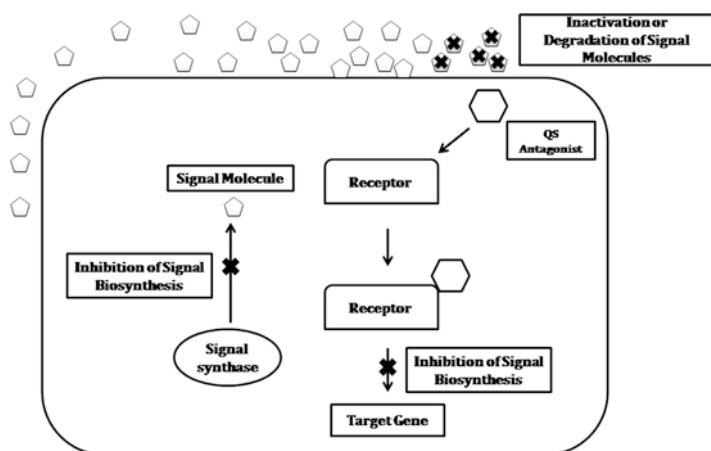 Inactivation or
Degradation of Signal
Molecules
QS
Antagonist
Signal Molecule
Receptor
Inhibition of Signal
Biosynthesis
Receptor
Signal
synthase
Inhibition of Signal
Biosynthesis
Target Gene